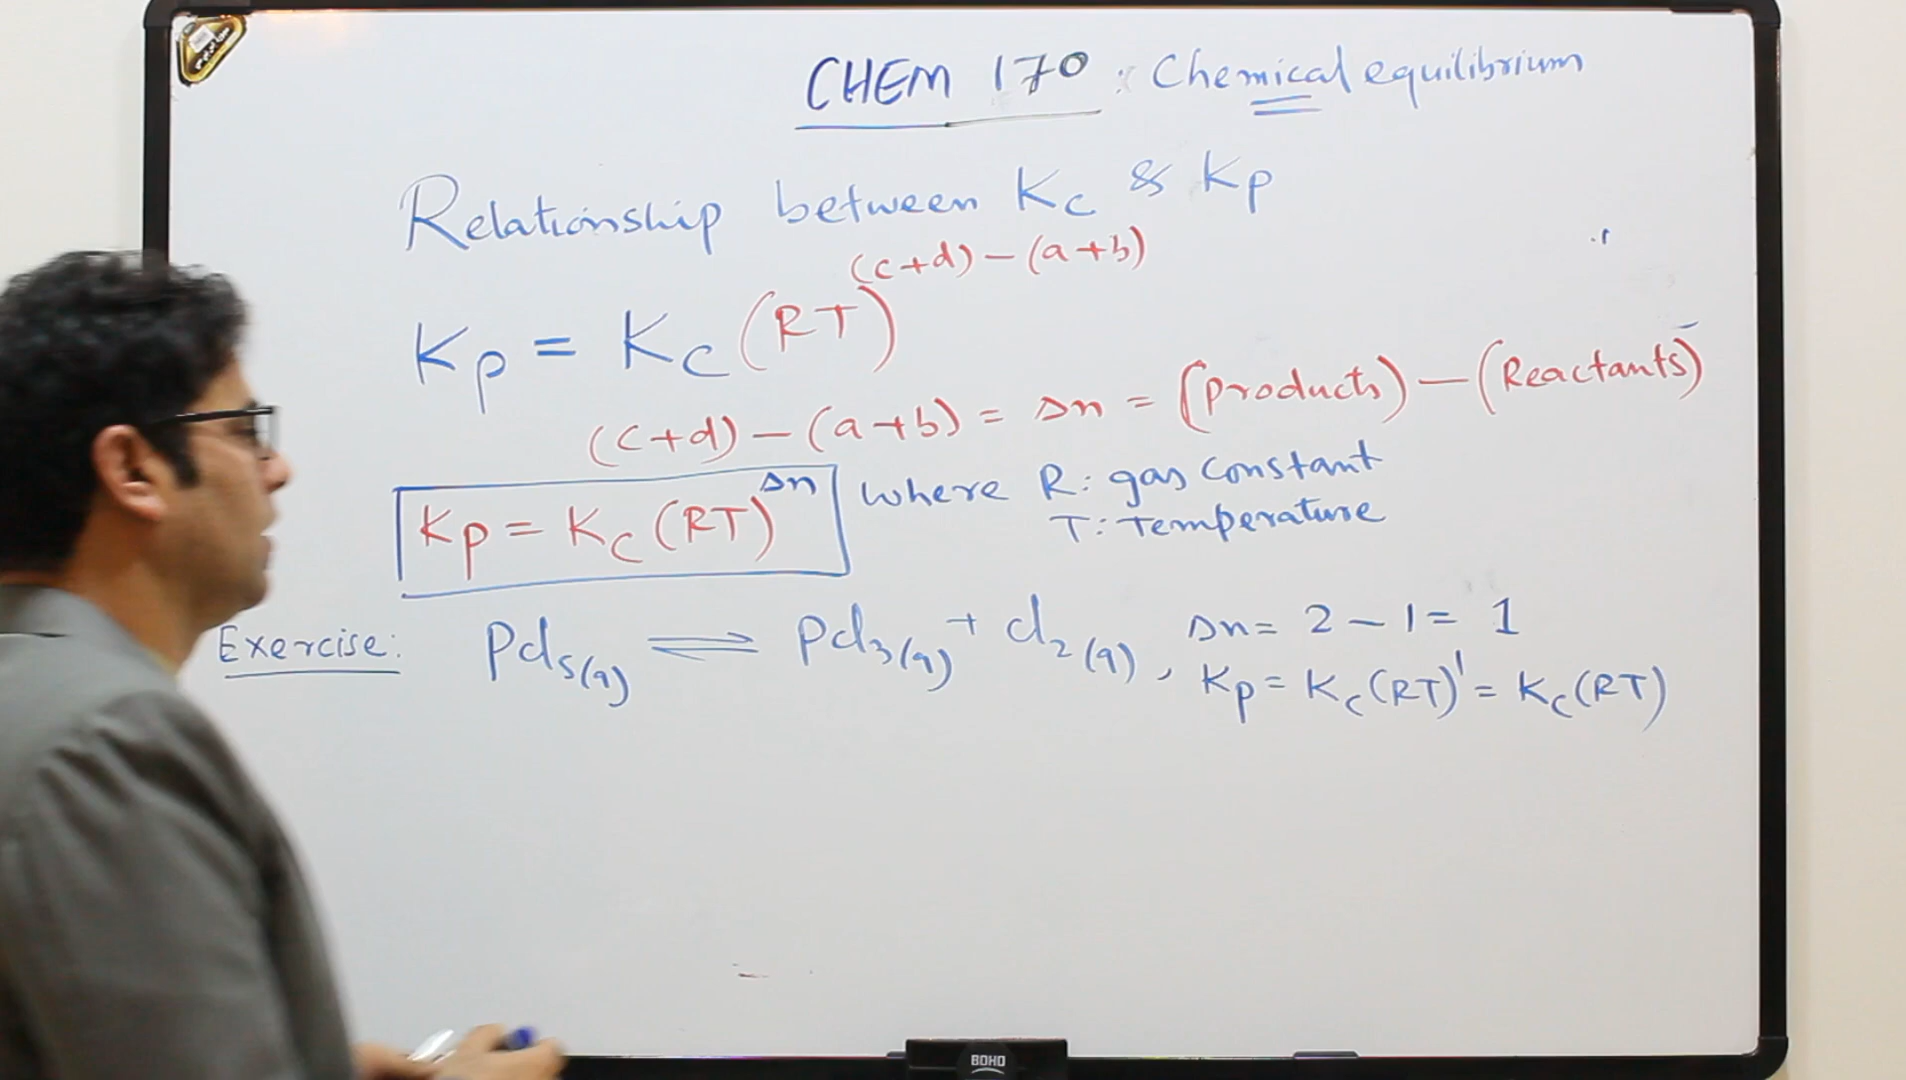 CHEM 170 : Chemical equilibrium
Relationship between Kc & Kp
Kp = Kc (RT)^(c+d) − (a+b)
(c+d) − (a+b) = Δn = (products) − (Reactants)
Kp = Kc (RT)^Δn where R: gas constant
T: Temperature
Exercise: PCl5(g) ⇌ PCl3(g) + Cl2(g), Δn = 2 − 1 = 1
Kp = Kc (RT)^1 = Kc (RT)
BOHO